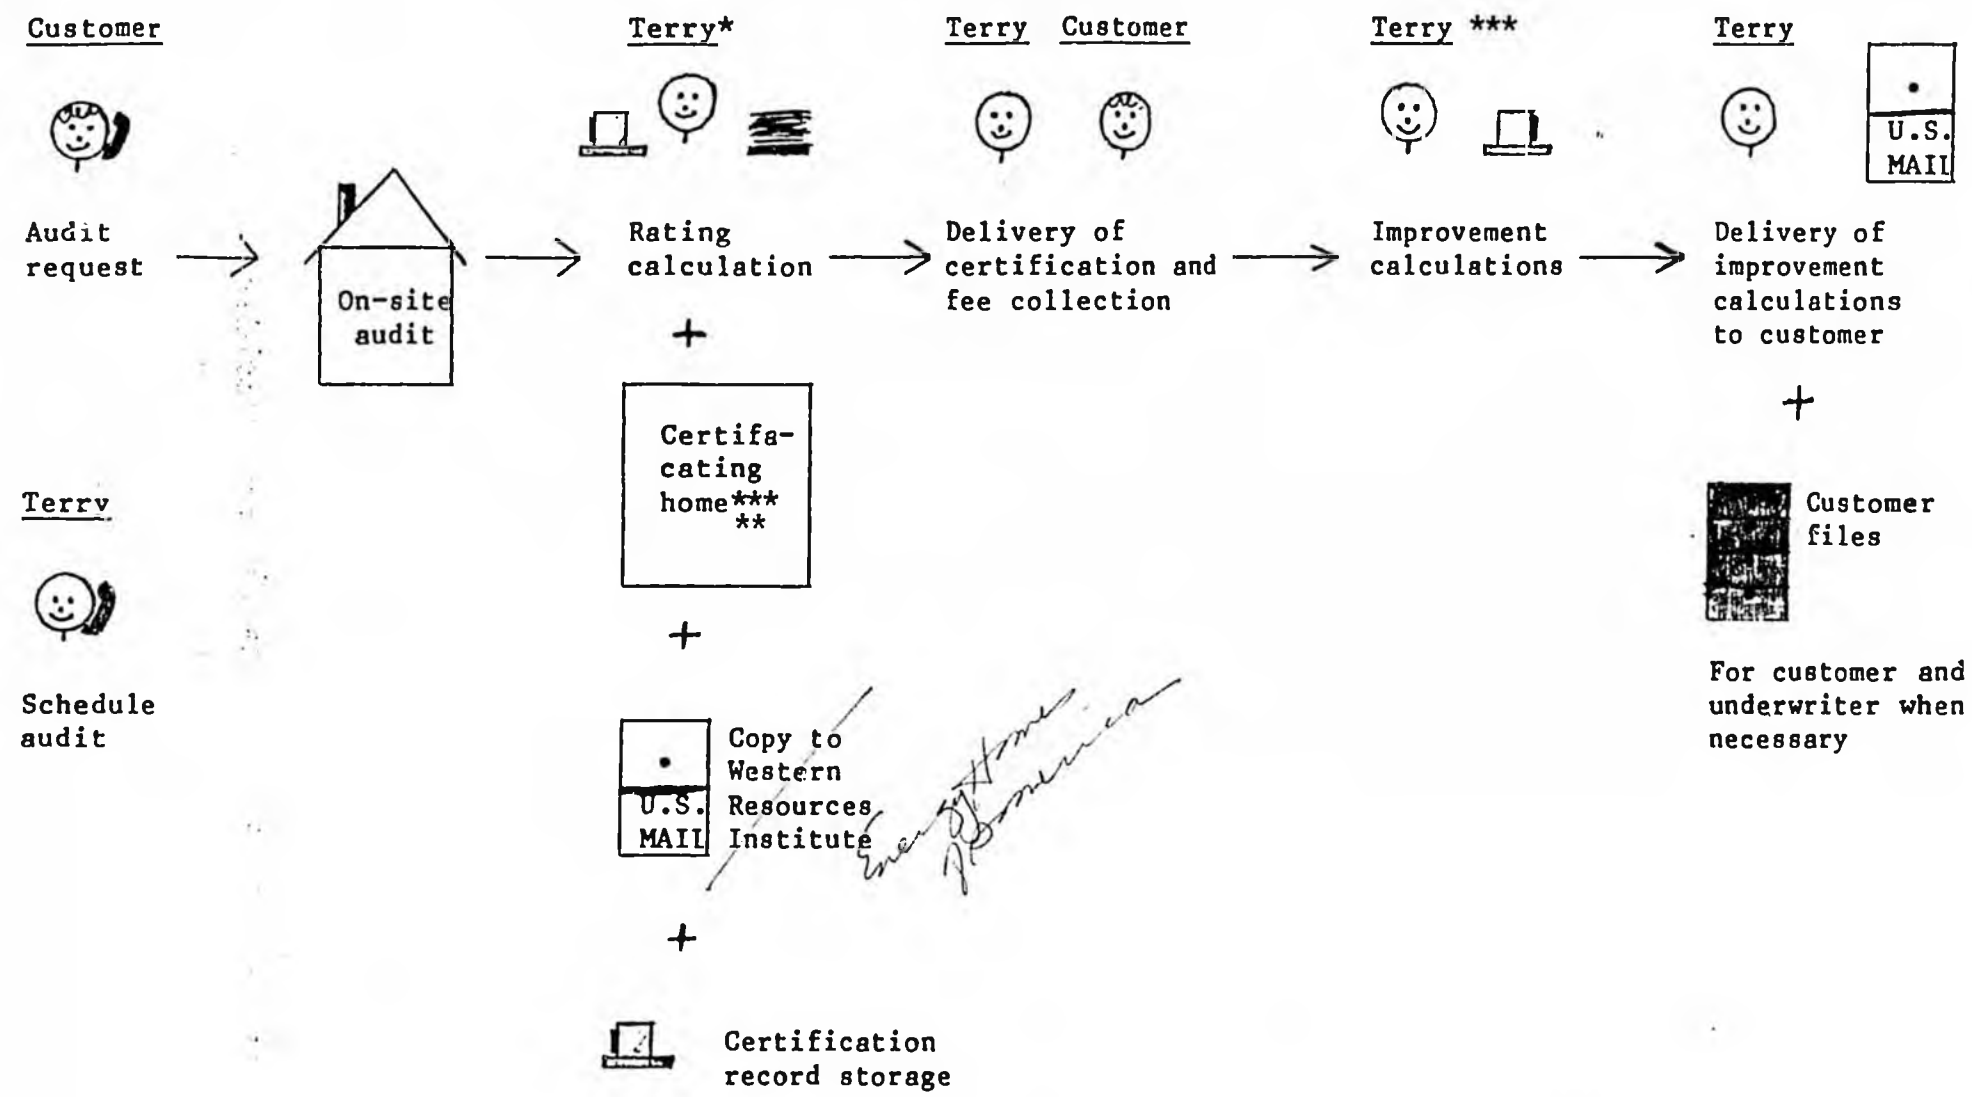 Customer
Audit
request
Terry
Schedule
audit
On-site
audit
Terry*
Rating
calculation
+
Certifa-
cating
home***
**
+
U.S.
MAIL
Copy to
Western
Resources
Institute
Energy Homes
of America
+
Certification
record storage
Terry Customer
Delivery of
certification and
fee collection
Terry ***
Improvement
calculations
Terry
U.S.
MAIL
Delivery of
improvement
calculations
to customer
+
Customer
files
For customer and
underwriter when
necessary